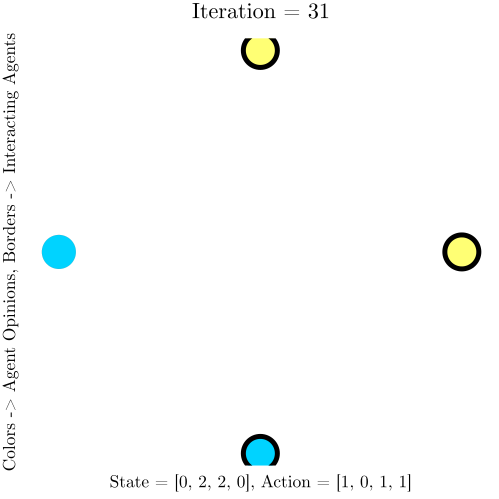 Iteration = 31
Colors -> Agent Opinions, Borders -> Interacting Agents
State = [0, 2, 2, 0], Action = [1, 0, 1, 1]